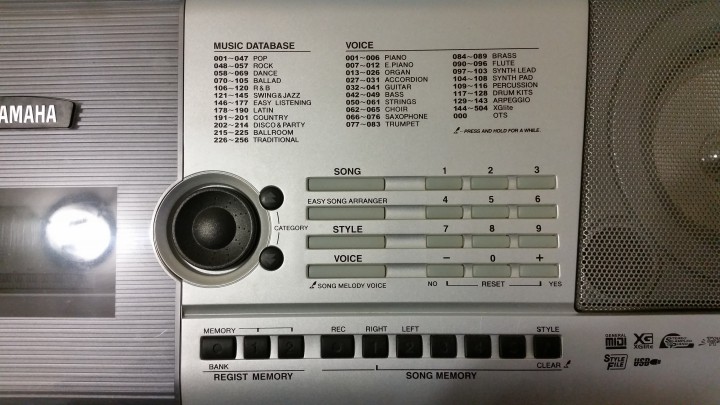 YAMAHA
MUSIC DATABASE
001~047 POP
048~057 ROCK
058~069 DANCE
070~105 BALLAD
106~120 R&B
121~145 SWING&JAZZ
146~177 EASY LISTENING
178~190 LATIN
191~201 COUNTRY
202~214 DISCO&PARTY
215~225 BALLROOM
226~256 TRADITIONAL
VOICE
001~006 PIANO
007~012 E.PIANO
013~026 ORGAN
027~031 ACCORDION
032~041 GUITAR
042~049 BASS
050~061 STRINGS
062~065 CHOIR
066~076 SAXOPHONE
077~083 TRUMPET
084~089 BRASS
090~096 FLUTE
097~103 SYNTH LEAD
104~108 SYNTH PAD
109~116 PERCUSSION
117~128 DRUM KITS
129~143 ARPEGGIO
144~504 XGlite
000 OTS
- PRESS AND HOLD FOR A WHILE.
SONG 1 2 3
EASY SONG ARRANGER 4 5 6
CATEGORY
STYLE 7 8 9
VOICE − 0 +
SONG MELODY VOICE NO RESET YES
MEMORY REC RIGHT LEFT STYLE
1 2
BANK CLEAR
REGIST MEMORY SONG MEMORY
GENERAL
MIDI XG
XGlite
STYLE
FILE USB